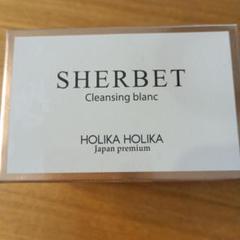 SHERBET
Cleansing blanc
HOLIKA HOLIKA
Japan premium